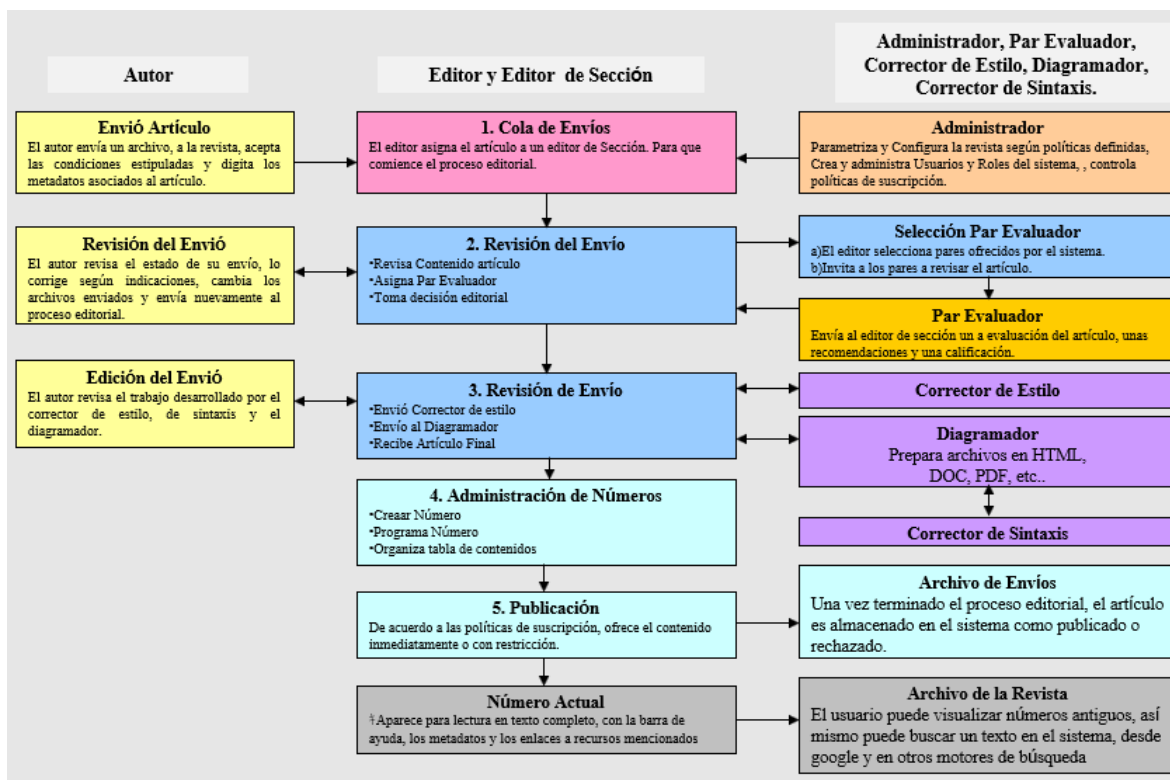 Autor
Editor y Editor de Sección
Administrador, Par Evaluador,
Corrector de Estilo, Diagramador,
Corrector de Sintaxis.
Envió Artículo
El autor envía un archivo, a la revista, acepta
las condiciones estipuladas y digita los
metadatos asociados al artículo.
1. Cola de Envíos
El editor asigna el artículo a un editor de Sección. Para que
comience el proceso editorial.
Administrador
Parametriza y Configura la revista según políticas definidas,
Crea y administra Usuarios y Roles del sistema, , controla
políticas de suscripción.
Revisión del Envió
El autor revisa el estado de su envío, lo
corrige según indicaciones, cambia los
archivos enviados y envía nuevamente al
proceso editorial.
2. Revisión del Envío
•Revisa Contenido artículo
•Asigna Par Evaluador
•Toma decisión editorial
Selección Par Evaluador
a)El editor selecciona pares ofrecidos por el sistema.
b)Invita a los pares a revisar el artículo.
Par Evaluador
Envía al editor de sección un a evaluación del artículo, unas
recomendaciones y una calificación.
Edición del Envió
El autor revisa el trabajo desarrollado por el
corrector de estilo, de sintaxis y el
diagramador.
3. Revisión de Envío
•Envió Corrector de estilo
•Envío al Diagramador
•Recibe Artículo Final
Corrector de Estilo
Diagramador
Prepara archivos en HTML,
DOC, PDF, etc..
Corrector de Sintaxis
4. Administración de Números
•Creaar Número
•Programa Número
•Organiza tabla de contenidos
5. Publicación
De acuerdo a las políticas de suscripción, ofrece el contenido
inmediatamente o con restricción.
Archivo de Envíos
Una vez terminado el proceso editorial, el artículo
es almacenado en el sistema como publicado o
rechazado.
Número Actual
Aparece para lectura en texto completo, con la barra de
ayuda, los metadatos y los enlaces a recursos mencionados
Archivo de la Revista
El usuario puede visualizar números antiguos, así
mismo puede buscar un texto en el sistema, desde
google y en otros motores de búsqueda